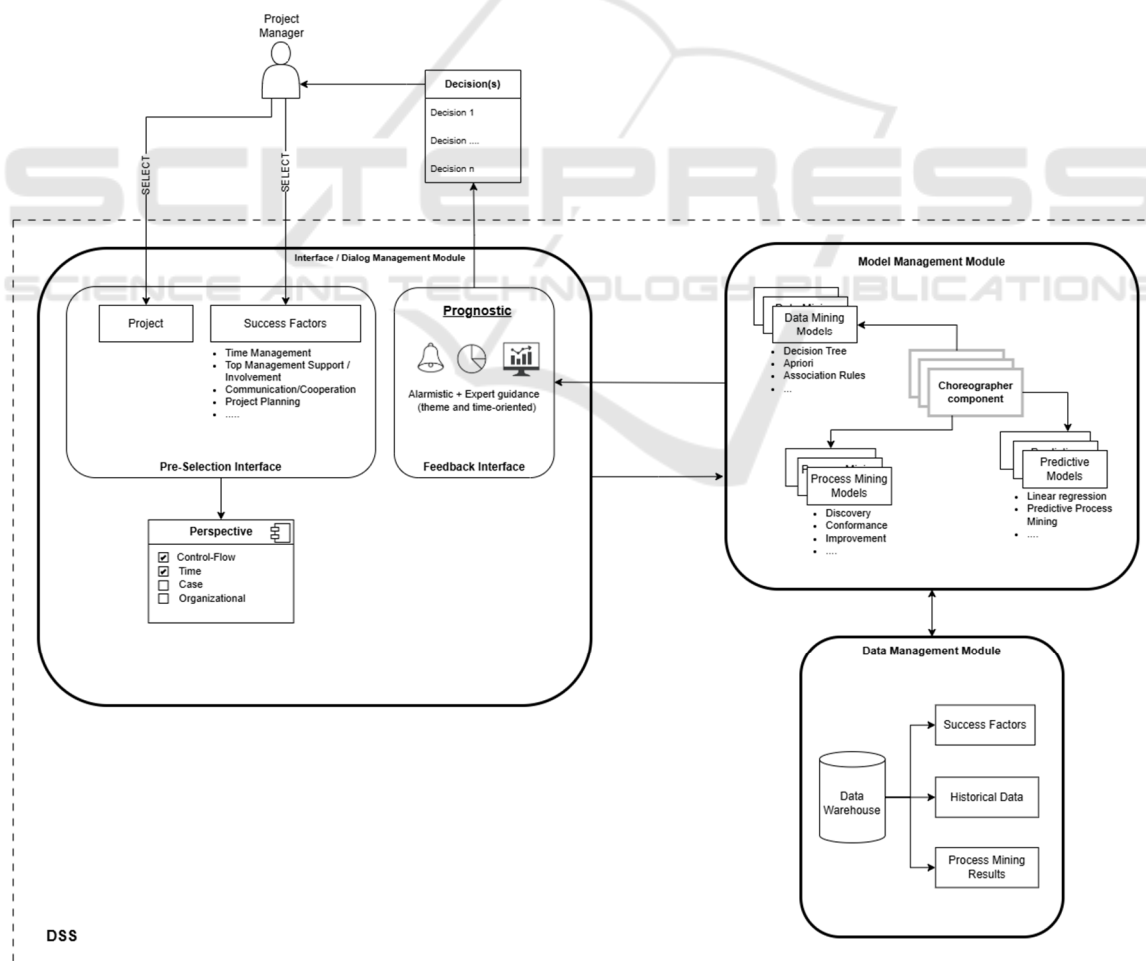 Project
Manager
Decision(s)
Decision 1
Decision ....
Decision n
SELECT
SELECT
SCITEPRESS
SCIENCE AND TECHNOLOGY PUBLICATIONS
Interface / Dialog Management Module
Project
Success Factors
• Time Management
• Top Management Support /
Involvement
• Communication/Cooperation
• Project Planning
• .....
Pre-Selection Interface
Prognostic
Alarmistic + Expert guidance
(theme and time-oriented)
Feedback Interface
Perspective
Control-Flow
Time
Case
Organizational
Model Management Module
Data Mining
Models
• Decision Tree
• Apriori
• Association Rules
• ...
Choreographer
component
Process Mining
Models
• Discovery
• Conformance
• Improvement
• ....
Predictive
Models
• Linear regression
• Predictive Process
Mining
• ....
Data Management Module
Data
Warehouse
Success Factors
Historical Data
Process Mining
Results
DSS